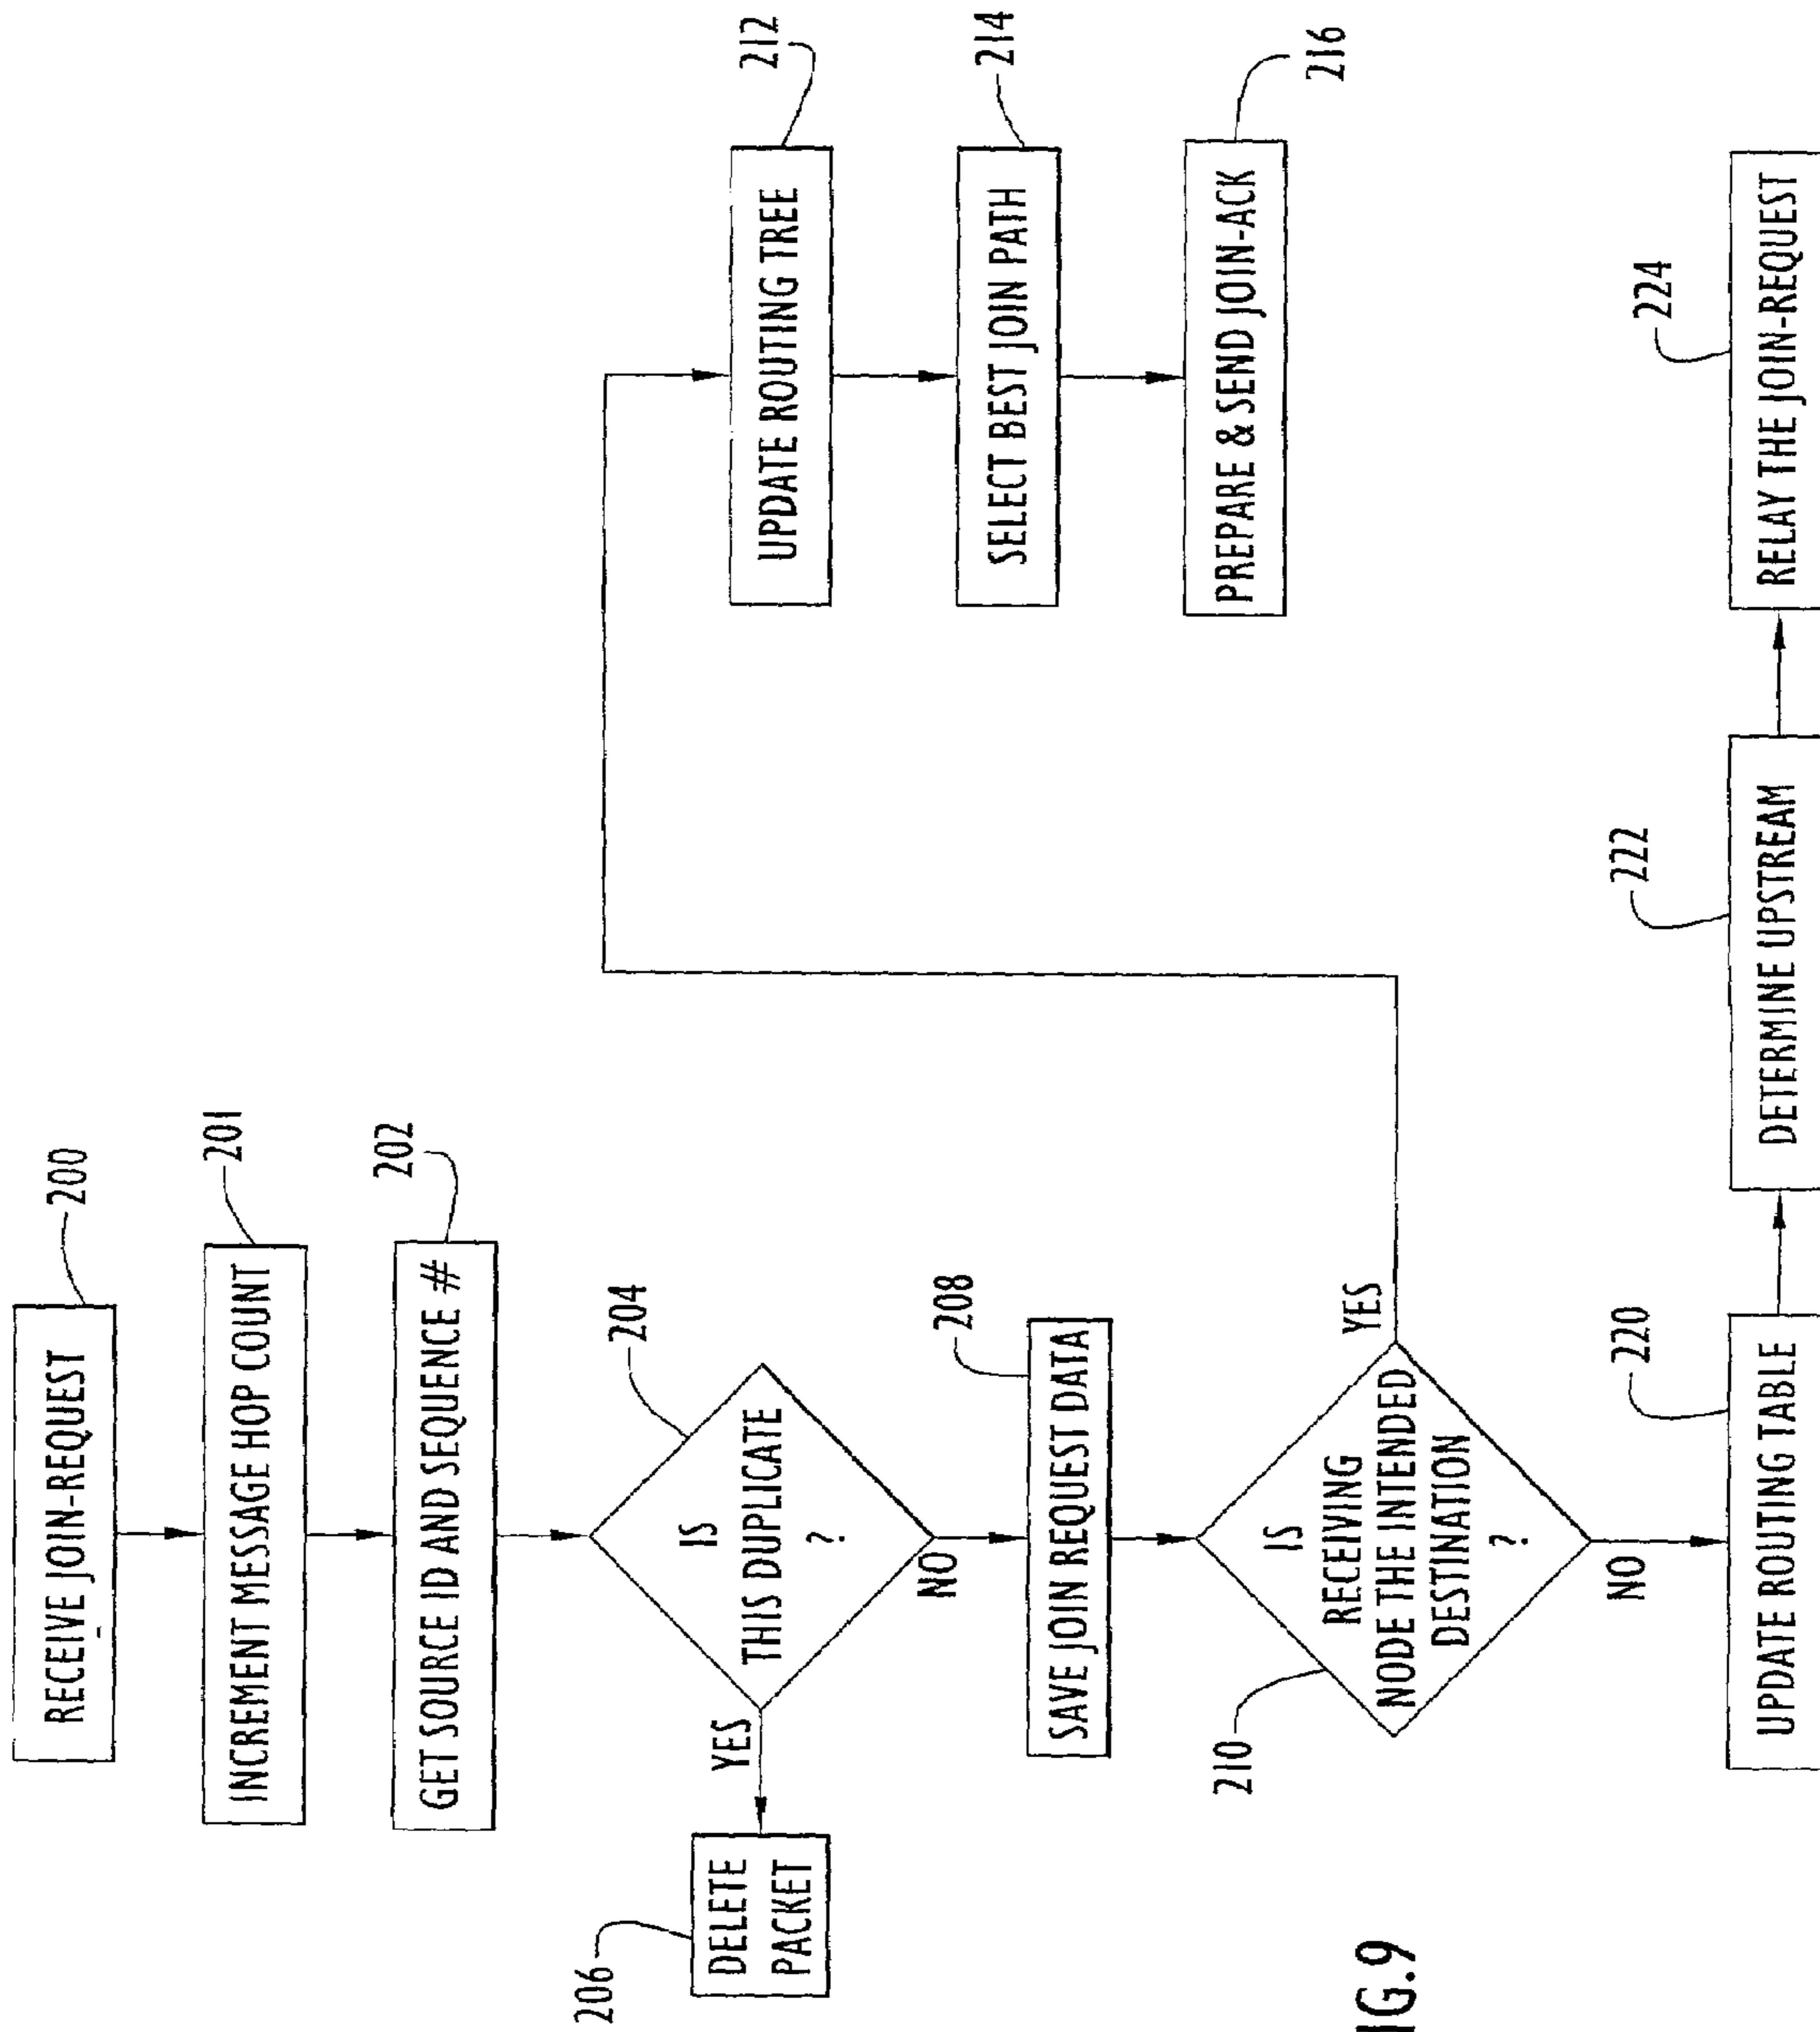 RECEIVE JOIN-REQUEST
200
INCREMENT MESSAGE HOP COUNT
201
GET SOURCE ID AND SEQUENCE #
202
IS
THIS DUPLICATE
?
204
YES
DELETE
PACKET
206
NO
SAVE JOIN REQUEST DATA
208
IS
RECEIVING
NODE THE INTENDED
DESTINATION
?
210
YES
UPDATE ROUTING TREE
212
SELECT BEST JOIN PATH
214
PREPARE & SEND JOIN-ACK
216
NO
UPDATE ROUTING TABLE
220
DETERMINE UPSTREAM
222
RELAY THE JOIN-REQUEST
224
IG.9